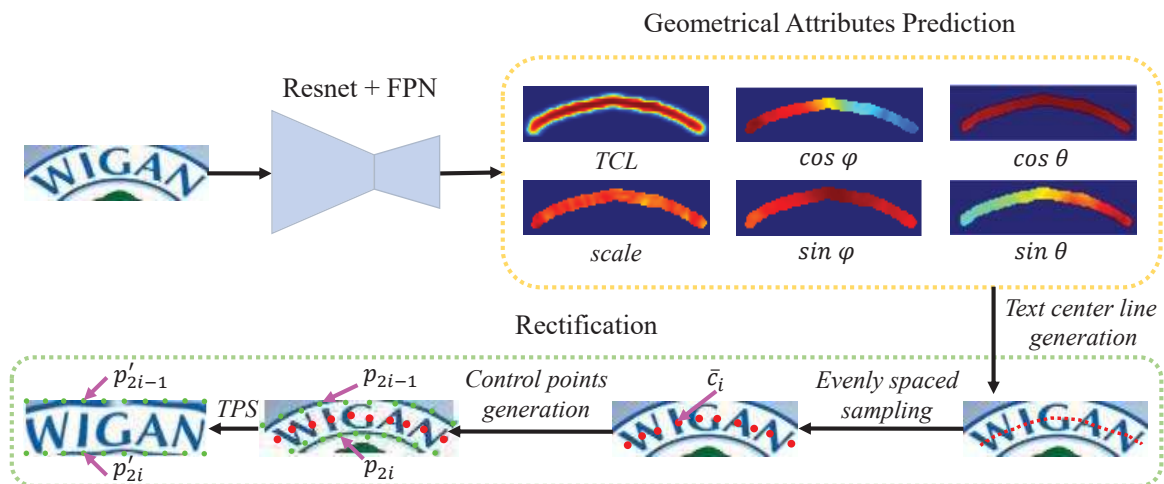 Geometrical Attributes Prediction
Resnet + FPN
WIGAN
TCL
cos φ
cos θ
scale
sin φ
sin θ
Text center line
generation
Rectification
p′₂ᵢ₋₁
WIGAN
p′₂ᵢ
TPS
p₂ᵢ₋₁
WIGAN
p₂ᵢ
Control points
generation
c̄ᵢ
WIGAN
Evenly spaced
sampling
WIGAN